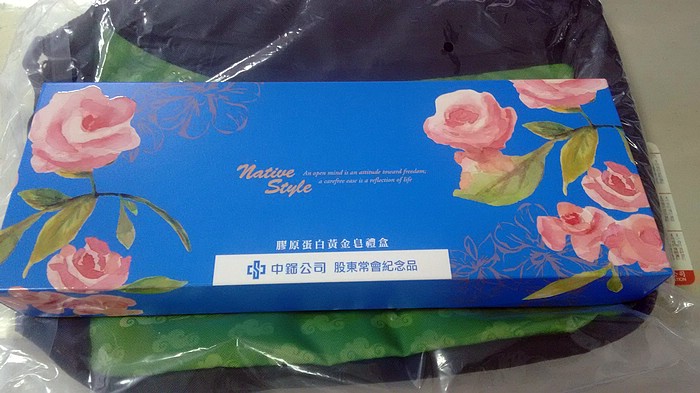 Native
Style
An open mind is an attitude toward freedom,
a carefree ease is a reflection of life
膠原蛋白黃金皂禮盒
中鋼公司 股東常會紀念品